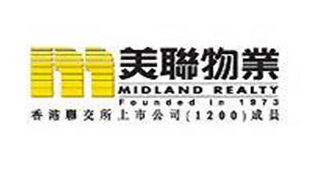 美聯物業
MIDLAND REALTY
Founded in 1973
香港聯交所上市公司(1200)成員